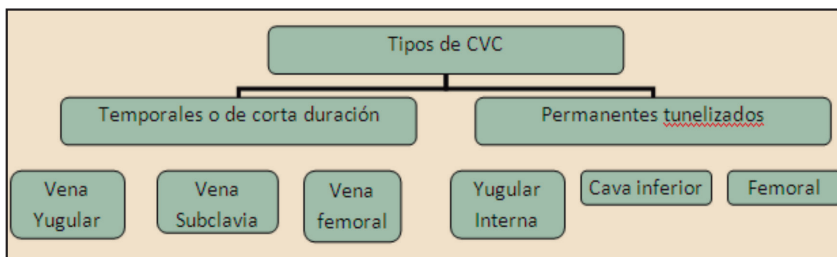 Tipos de CVC
Temporales o de corta duración
Permanentes tunelizados
Vena
Yugular
Vena
Subclavia
Vena
femoral
Yugular
Interna
Cava inferior
Femoral